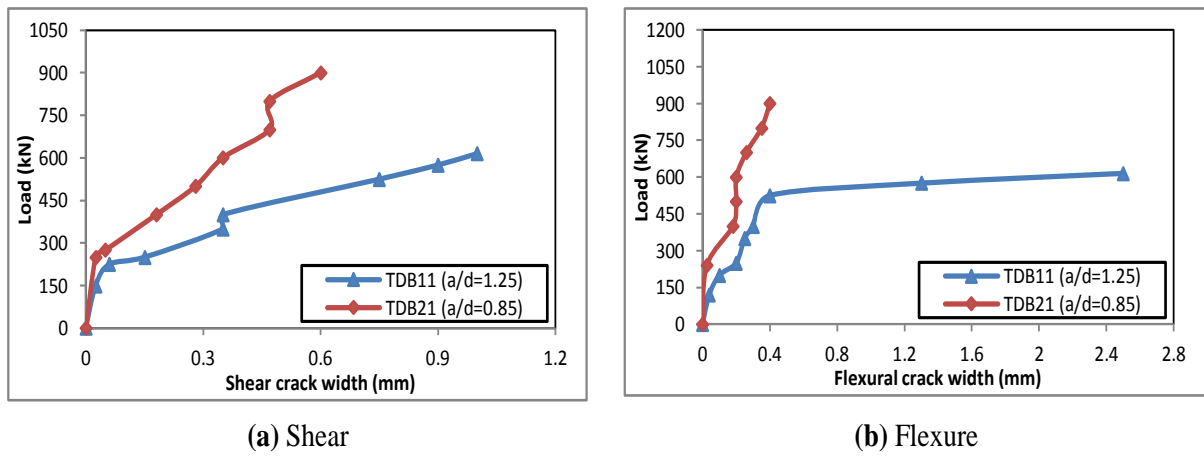 1050
900
750
600
450
300
150
0
Load (kN)
0 0.3 0.6 0.9 1.2
Shear crack width (mm)
TDB11 (a/d=1.25)
TDB21 (a/d=0.85)
(a) Shear
1200
1050
900
750
600
450
300
150
0
Load (kN)
0 0.4 0.8 1.2 1.6 2 2.4 2.8
Flexural crack width (mm)
TDB11 (a/d=1.25)
TDB21 (a/d=0.85)
(b) Flexure